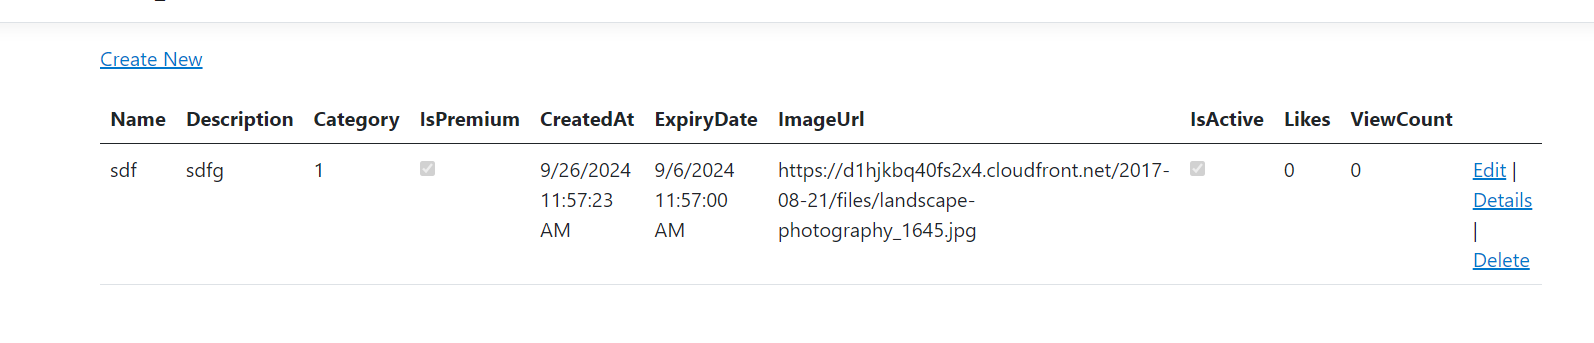 Create New
Name Description Category IsPremium CreatedAt ExpiryDate ImageUrl IsActive Likes ViewCount
sdf sdfg 1 9/26/2024 9/6/2024 https://d1hjkbq40fs2x4.cloudfront.net/2017- 0 0 Edit |
11:57:23 11:57:00 08-21/files/landscape- Details
AM AM photography_1645.jpg |
Delete